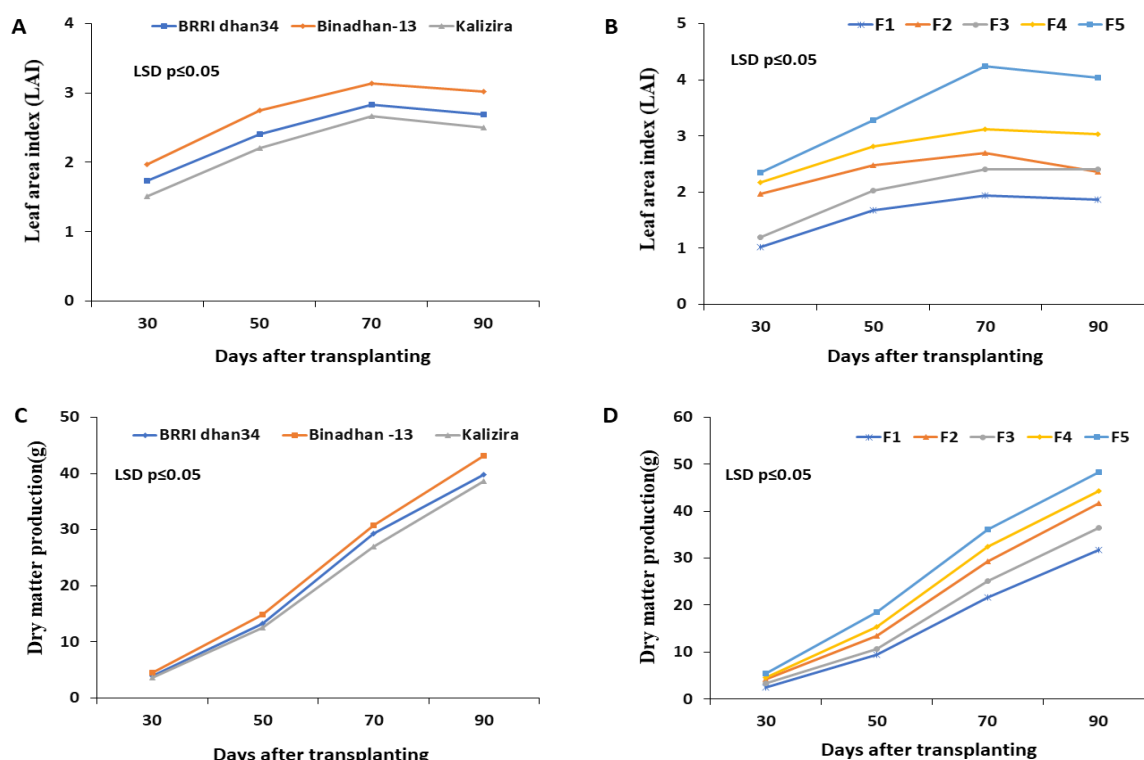 A
BRRI dhan34 Binadhan-13 Kalizira
LSD p≤0.05
Leaf area index (LAI)
4
3
2
1
0
30 50 70 90
Days after transplanting
B
F1 F2 F3 F4 F5
LSD p≤0.05
Leaf area index (LAI)
5
4
3
2
1
0
30 50 70 90
Days after transplanting
C
BRRI dhan34 Binadhan -13 Kalizira
LSD p≤0.05
Dry matter production(g)
50
40
30
20
10
0
30 50 70 90
Days after transplanting
D
F1 F2 F3 F4 F5
LSD p≤0.05
Dry matter production(g)
60
50
40
30
20
10
0
30 50 70 90
Days after transplanting